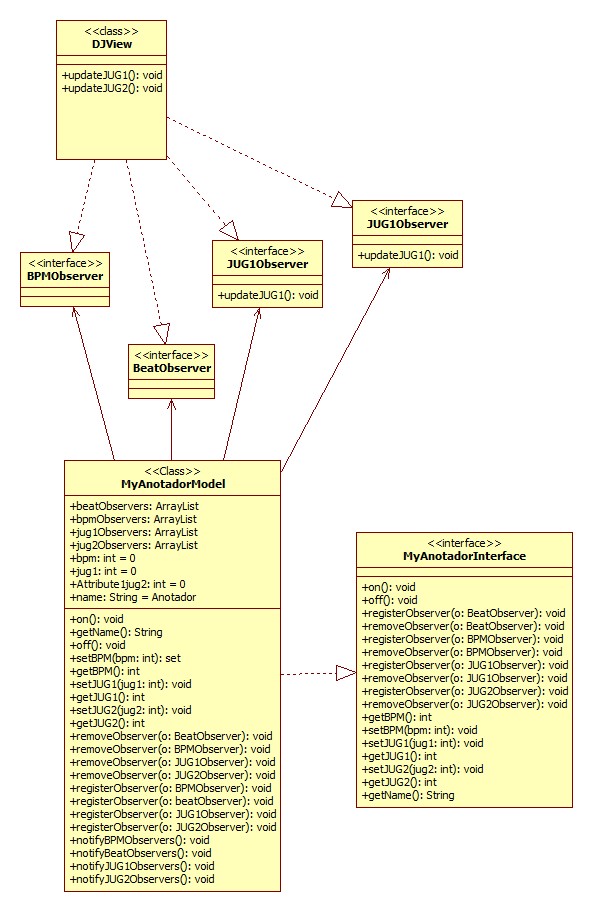 <<class>>
DJView
+updateJUG1(): void
+updateJUG2(): void
<<interface>>
JUG1Observer
+updateJUG1(): void
<<interface>>
JUG1Observer
+updateJUG1(): void
<<interface>>
BPMObserver
<<interface>>
BeatObserver
<<Class>>
MyAnotadorModel
+beatObservers: ArrayList
+bpmObservers: ArrayList
+jug1Observers: ArrayList
+jug2Observers: ArrayList
+bpm: int = 0
+jug1: int = 0
+Attribute1jug2: int = 0
+name: String = Anotador
+on(): void
+getName(): String
+off(): void
+setBPM(bpm: int): set
+getBPM(): int
+setJUG1(jug1: int): void
+getJUG1(): int
+setJUG2(jug2: int): void
+getJUG2(): int
+removeObserver(o: BeatObserver): void
+removeObserver(o: BPMObserver): void
+removeObserver(o: JUG1Observer): void
+removeObserver(o: JUG2Observer): void
+registerObserver(o: BPMObserver): void
+registerObserver(o: beatObserver): void
+registerObserver(o: JUG1Observer): void
+registerObserver(o: JUG2Observer): void
+notifyBPMObservers(): void
+notifyBeatObservers(): void
+notifyJUG1Observers(): void
+notifyJUG2Observers(): void
<<interface>>
MyAnotadorInterface
+on(): void
+off(): void
+registerObserver(o: BeatObserver): void
+removeObserver(o: BeatObserver): void
+registerObserver(o: BPMObserver): void
+removeObserver(o: BPMObserver): void
+registerObserver(o: JUG1Observer): void
+removeObserver(o: JUG1Observer): void
+registerObserver(o: JUG2Observer): void
+removeObserver(o: JUG2Observer): void
+getBPM(): int
+setBPM(bpm: int): void
+setJUG1(jug1: int): void
+getJUG1(): int
+setJUG2(jug2: int): void
+getJUG2(): int
+getName(): String